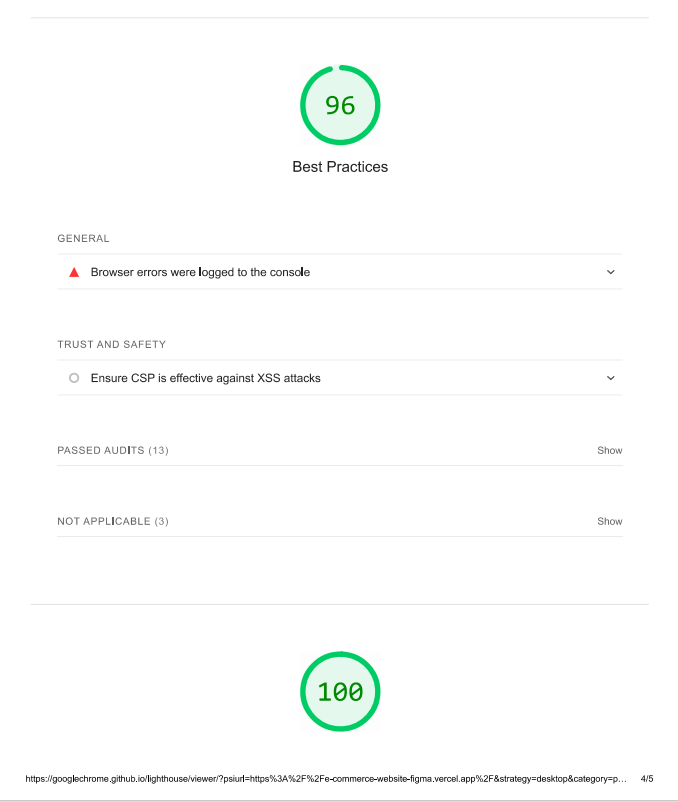 96
Best Practices
GENERAL
Browser errors were logged to the console
TRUST AND SAFETY
Ensure CSP is effective against XSS attacks
PASSED AUDITS (13) Show
NOT APPLICABLE (3) Show
100
https://googlechrome.github.io/lighthouse/viewer/?psiurl=https%3A%2F%2Fe-commerce-website-figma.vercel.app%2F&strategy=desktop&category=p… 4/5